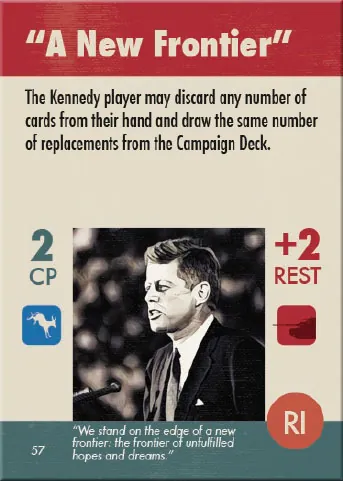 “A New Frontier”
The Kennedy player may discard any number of
cards from their hand and draw the same number
of replacements from the Campaign Deck.
2
CP
+2
REST
RI
57
“We stand on the edge of a new
frontier: the frontier of unfulfilled
hopes and dreams.”